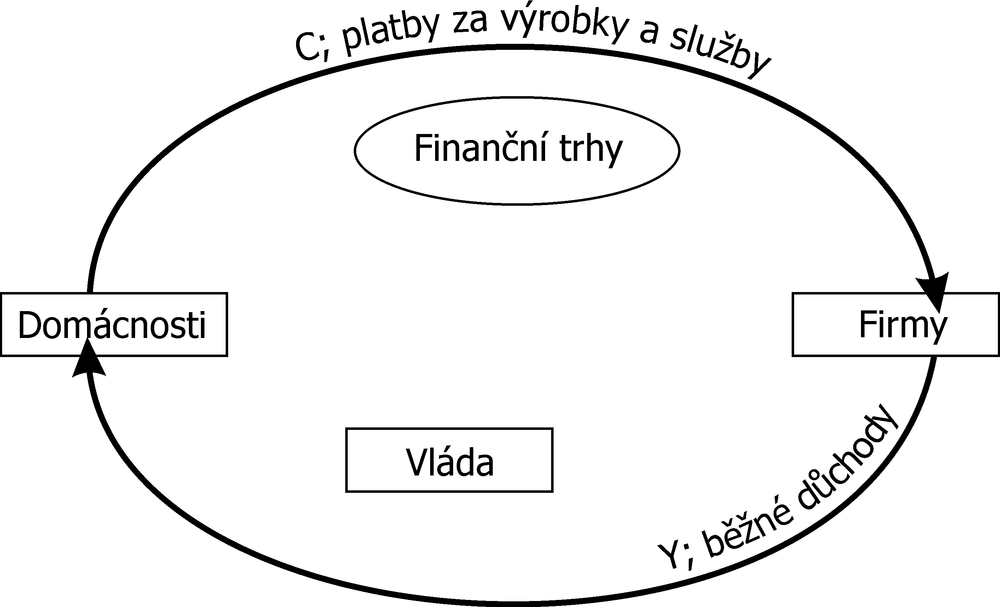 C; platby za výrobky a služby
Finanční trhy
Domácnosti
Firmy
Vláda
Y; běžné důchody